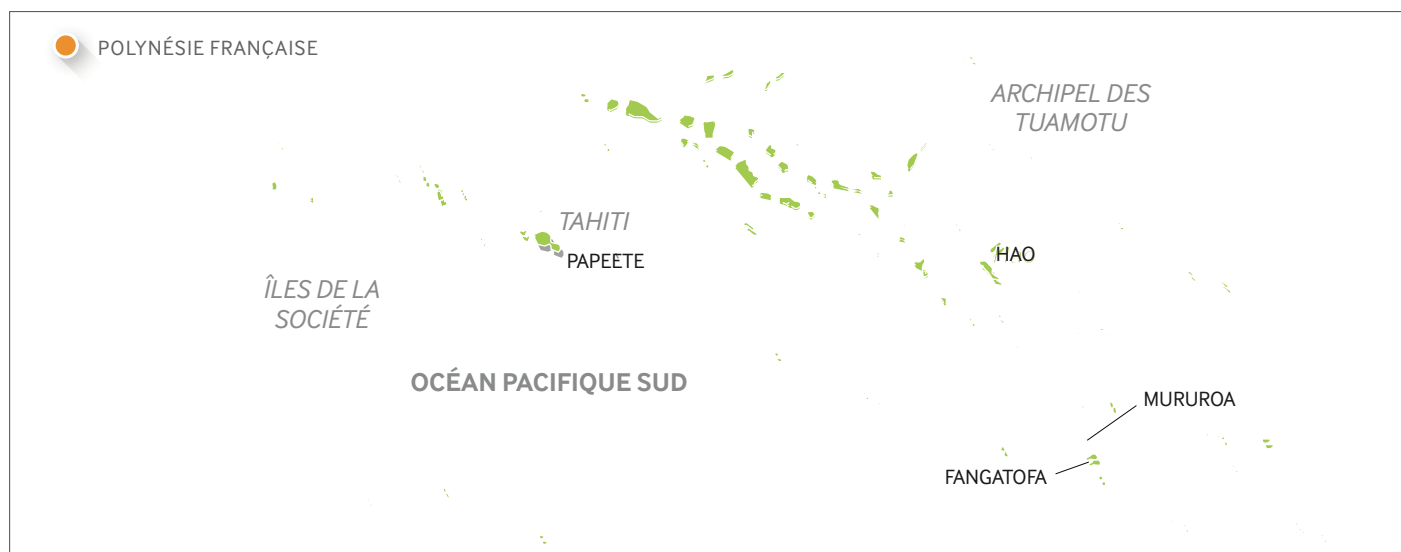 POLYNÉSIE FRANÇAISE
ARCHIPEL DES
TUAMOTU
TAHITI
PAPEETE
HAO
ÎLES DE LA
SOCIÉTÉ
OCÉAN PACIFIQUE SUD
MURUROA
FANGATOFA